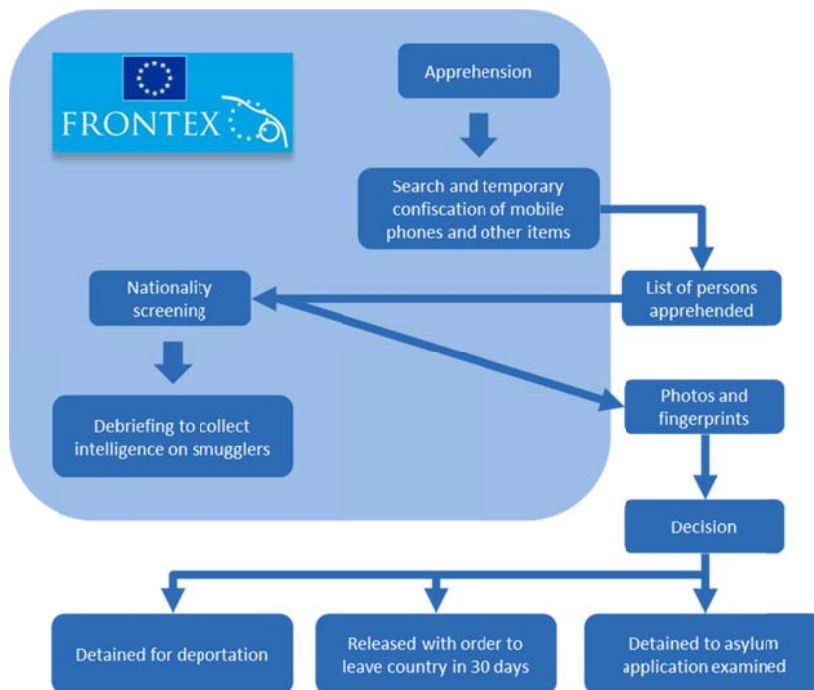 FRONTEX
Apprehension
Search and temporary
confiscation of mobile
phones and other items
Nationality
screening
List of persons
apprehended
Debriefing to collect
intelligence on smugglers
Photos and
fingerprints
Decision
Detained for deportation
Released with order to
leave country in 30 days
Detained to asylum
application examined